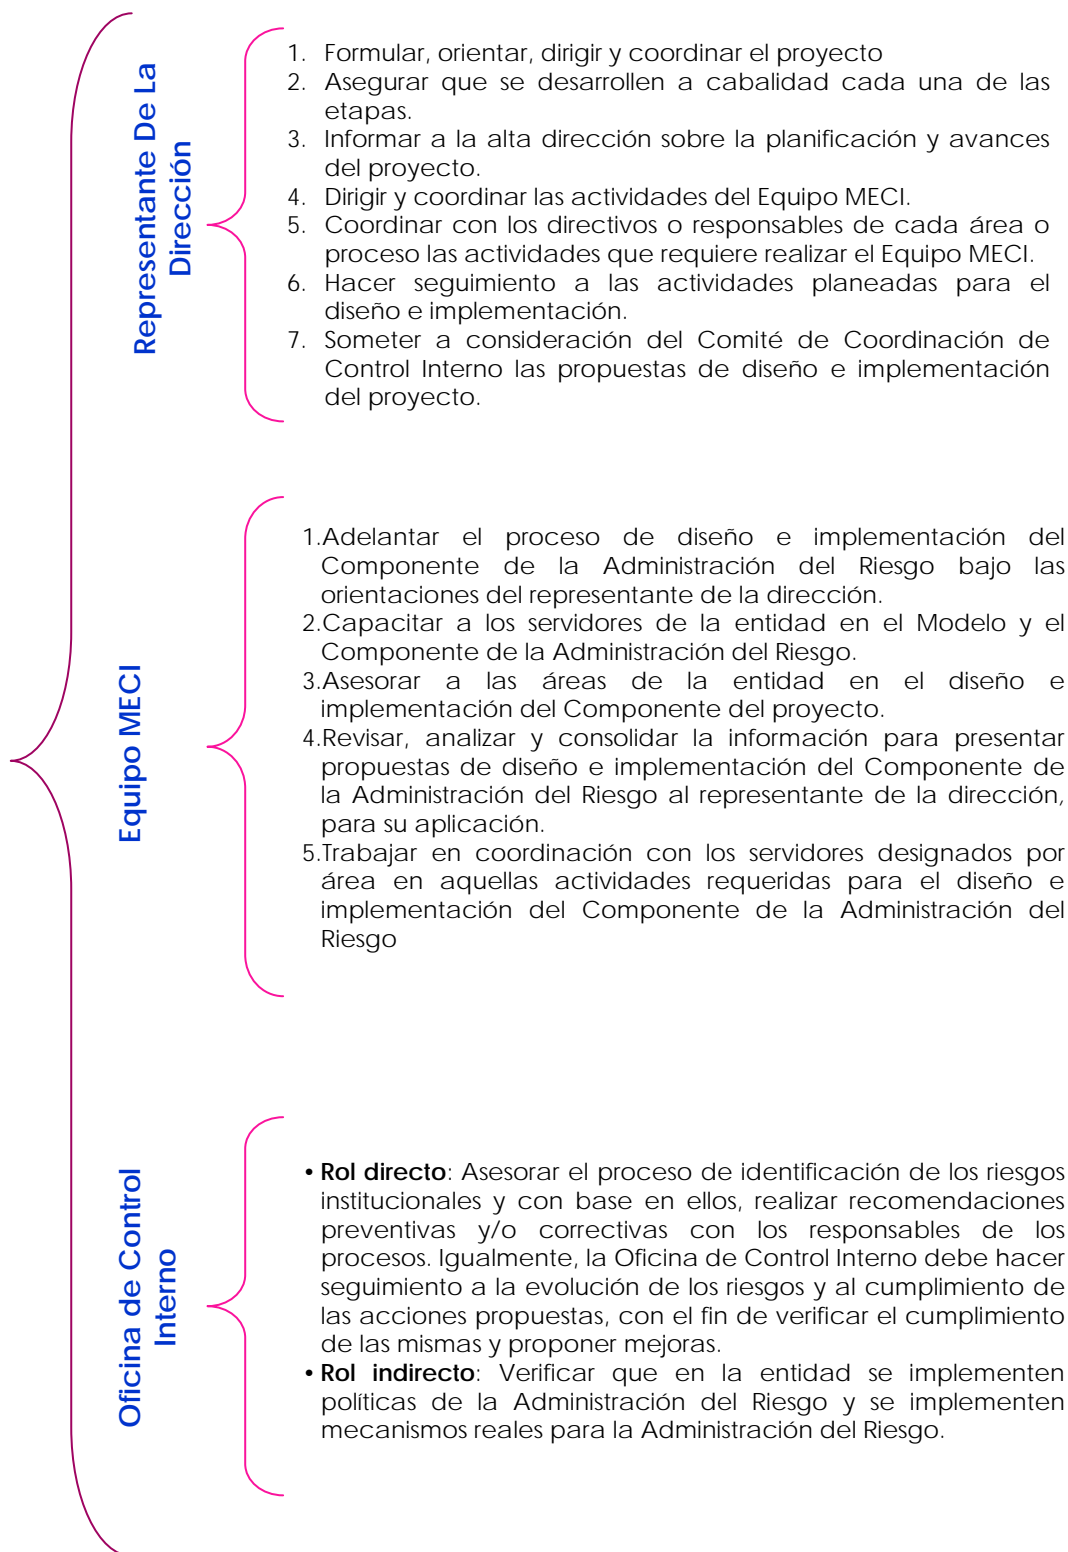 Representante De La
Dirección
1. Formular, orientar, dirigir y coordinar el proyecto
2. Asegurar que se desarrollen a cabalidad cada una de las
etapas.
3. Informar a la alta dirección sobre la planificación y avances
del proyecto.
4. Dirigir y coordinar las actividades del Equipo MECI.
5. Coordinar con los directivos o responsables de cada área o
proceso las actividades que requiere realizar el Equipo MECI.
6. Hacer seguimiento a las actividades planeadas para el
diseño e implementación.
7. Someter a consideración del Comité de Coordinación de
Control Interno las propuestas de diseño e implementación
del proyecto.
Equipo MECI
1.Adelantar el proceso de diseño e implementación del
Componente de la Administración del Riesgo bajo las
orientaciones del representante de la dirección.
2.Capacitar a los servidores de la entidad en el Modelo y el
Componente de la Administración del Riesgo.
3.Asesorar a las áreas de la entidad en el diseño e
implementación del Componente del proyecto.
4.Revisar, analizar y consolidar la información para presentar
propuestas de diseño e implementación del Componente de
la Administración del Riesgo al representante de la dirección,
para su aplicación.
5.Trabajar en coordinación con los servidores designados por
área en aquellas actividades requeridas para el diseño e
implementación del Componente de la Administración del
Riesgo
Oficina de Control
Interno
• Rol directo: Asesorar el proceso de identificación de los riesgos
institucionales y con base en ellos, realizar recomendaciones
preventivas y/o correctivas con los responsables de los
procesos. Igualmente, la Oficina de Control Interno debe hacer
seguimiento a la evolución de los riesgos y al cumplimiento de
las acciones propuestas, con el fin de verificar el cumplimiento
de las mismas y proponer mejoras.
• Rol indirecto: Verificar que en la entidad se implementen
políticas de la Administración del Riesgo y se implementen
mecanismos reales para la Administración del Riesgo.